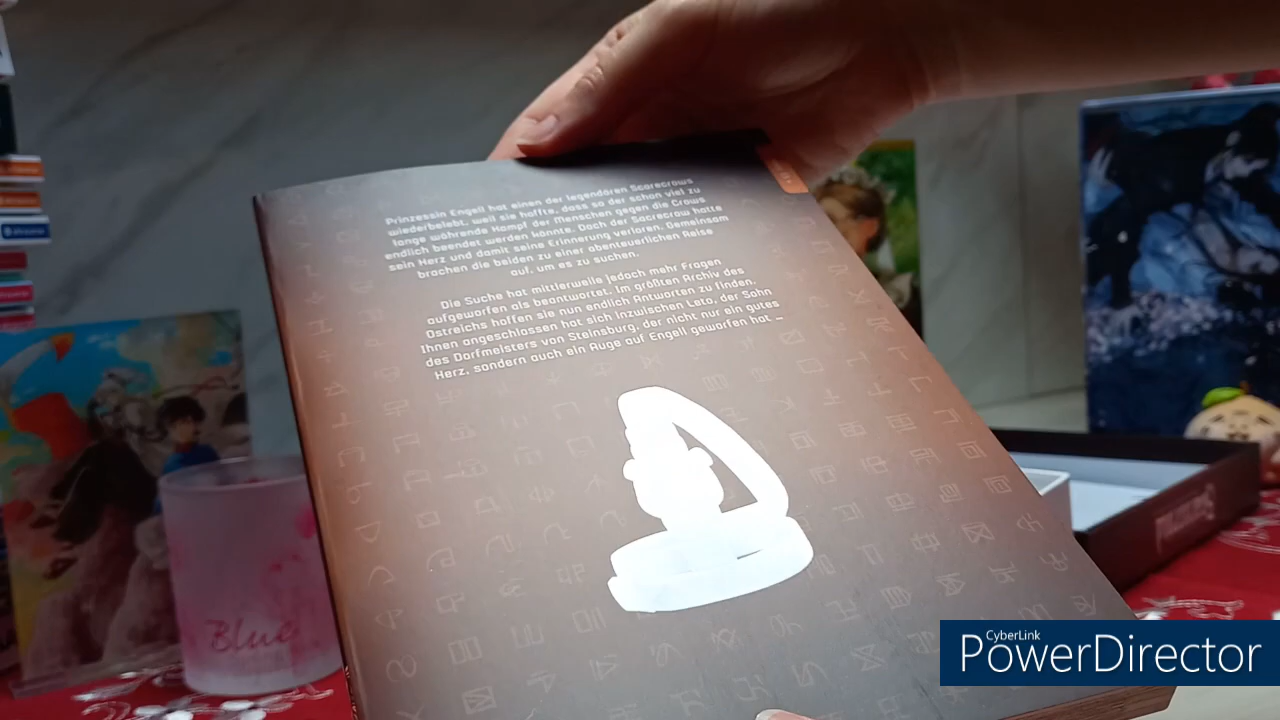 Prinzessin Engell hat einen der legendären Scarecrows
wiederbelebt, weil sie hoffte, dass so der schon viel zu
lange währende Kampf der Menschen gegen die Crows
endlich beendet werden könnte. Doch der Sacrecrow hatte
sein Herz und damit seine Erinnerung verloren. Gemeinsam
brachen die beiden zu einer abenteuerlichen Reise
auf, um es zu suchen.
Die Suche hat mittlerweile jedoch mehr Fragen
aufgeworfen als beantwortet. Im größten Archiv des
Ostreichs hoffen sie nun endlich Antworten zu finden.
Ihnen angeschlossen hat sich inzwischen Leto, der Sohn
des Dorfmeisters von Steinsburg, der nicht nur ein gutes
Herz, sondern auch ein Auge auf Engell geworfen hat …
Blue
CyberLink
PowerDirector